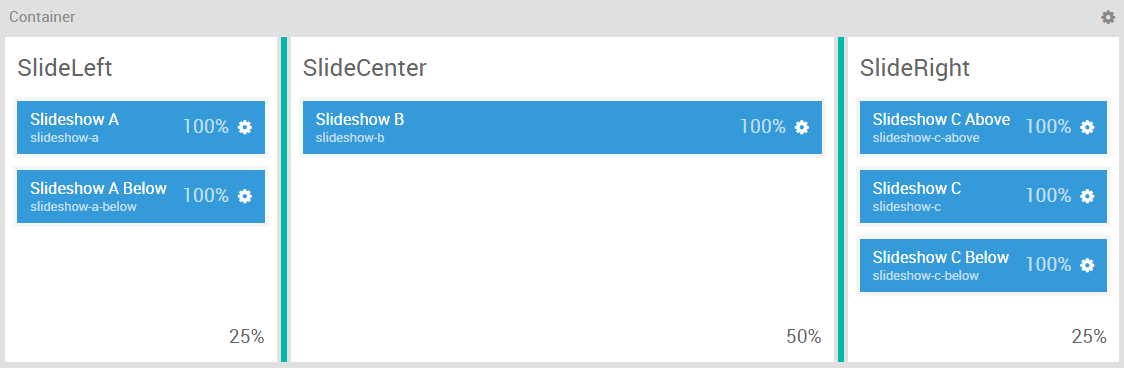 Container
SlideLeft
Slideshow A
slideshow-a
100%
Slideshow A Below
slideshow-a-below
100%
25%
SlideCenter
Slideshow B
slideshow-b
100%
50%
SlideRight
Slideshow C Above
slideshow-c-above
100%
Slideshow C
slideshow-c
100%
Slideshow C Below
slideshow-c-below
100%
25%